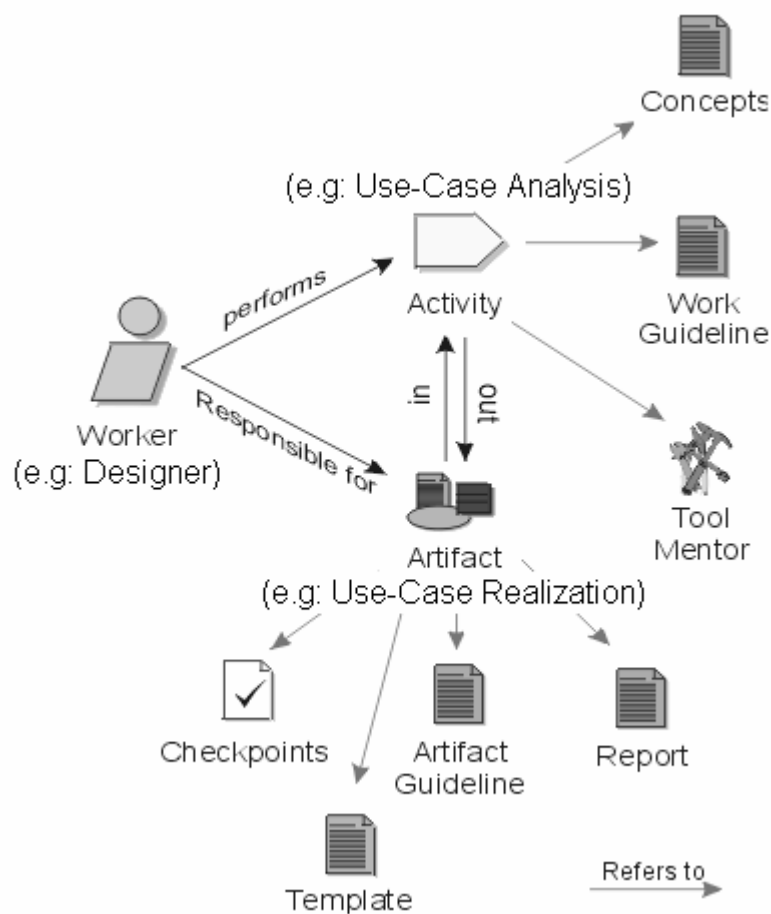 Concepts
(e.g: Use-Case Analysis)
performs
Activity
Work
Guideline
in
out
Worker
(e.g: Designer)
Responsible for
Tool
Mentor
Artifact
(e.g: Use-Case Realization)
Checkpoints
Artifact
Guideline
Report
Template
Refers to